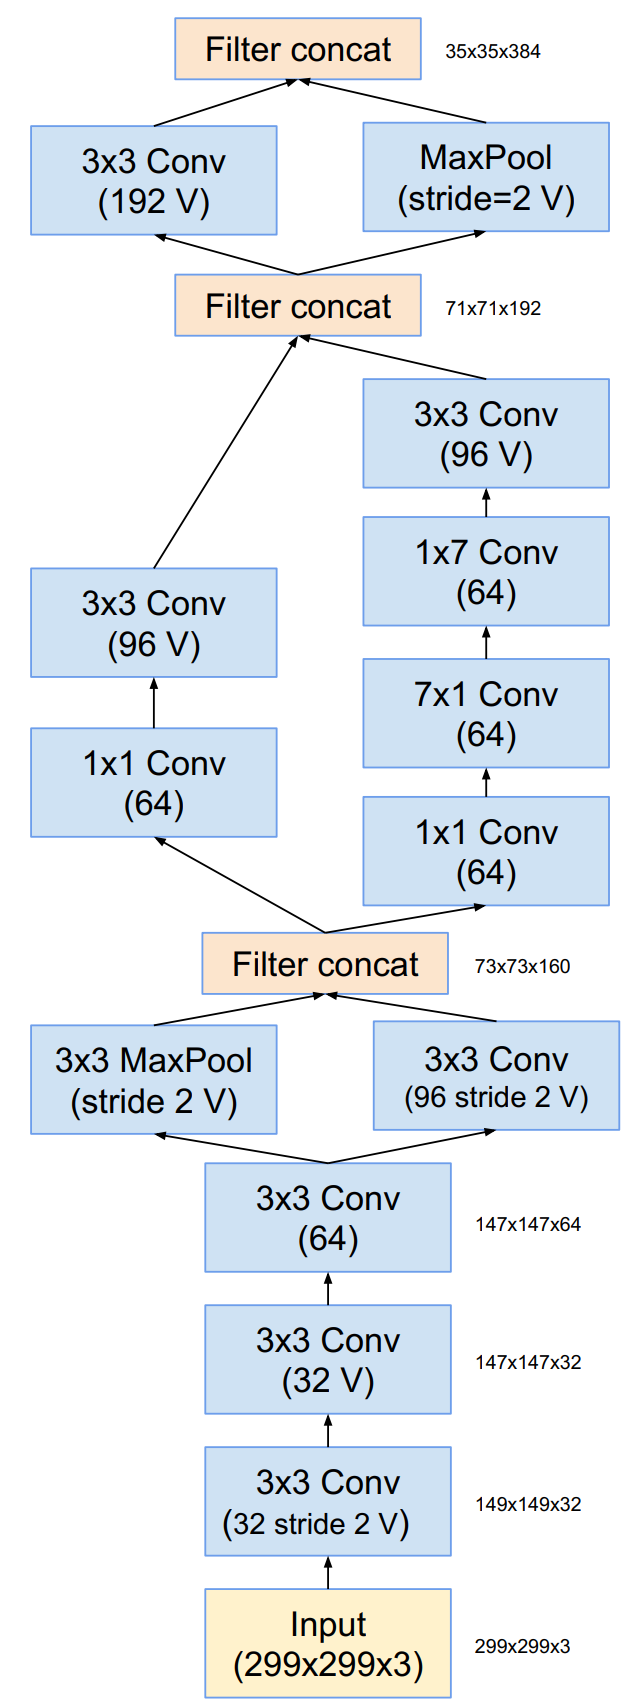 Filter concat
35x35x384
3x3 Conv
(192 V)
MaxPool
(stride=2 V)
Filter concat
71x71x192
3x3 Conv
(96 V)
1x7 Conv
(64)
3x3 Conv
(96 V)
7x1 Conv
(64)
1x1 Conv
(64)
1x1 Conv
(64)
Filter concat
73x73x160
3x3 MaxPool
(stride 2 V)
3x3 Conv
(96 stride 2 V)
3x3 Conv
(64)
147x147x64
3x3 Conv
(32 V)
147x147x32
3x3 Conv
(32 stride 2 V)
149x149x32
Input
(299x299x3)
299x299x3